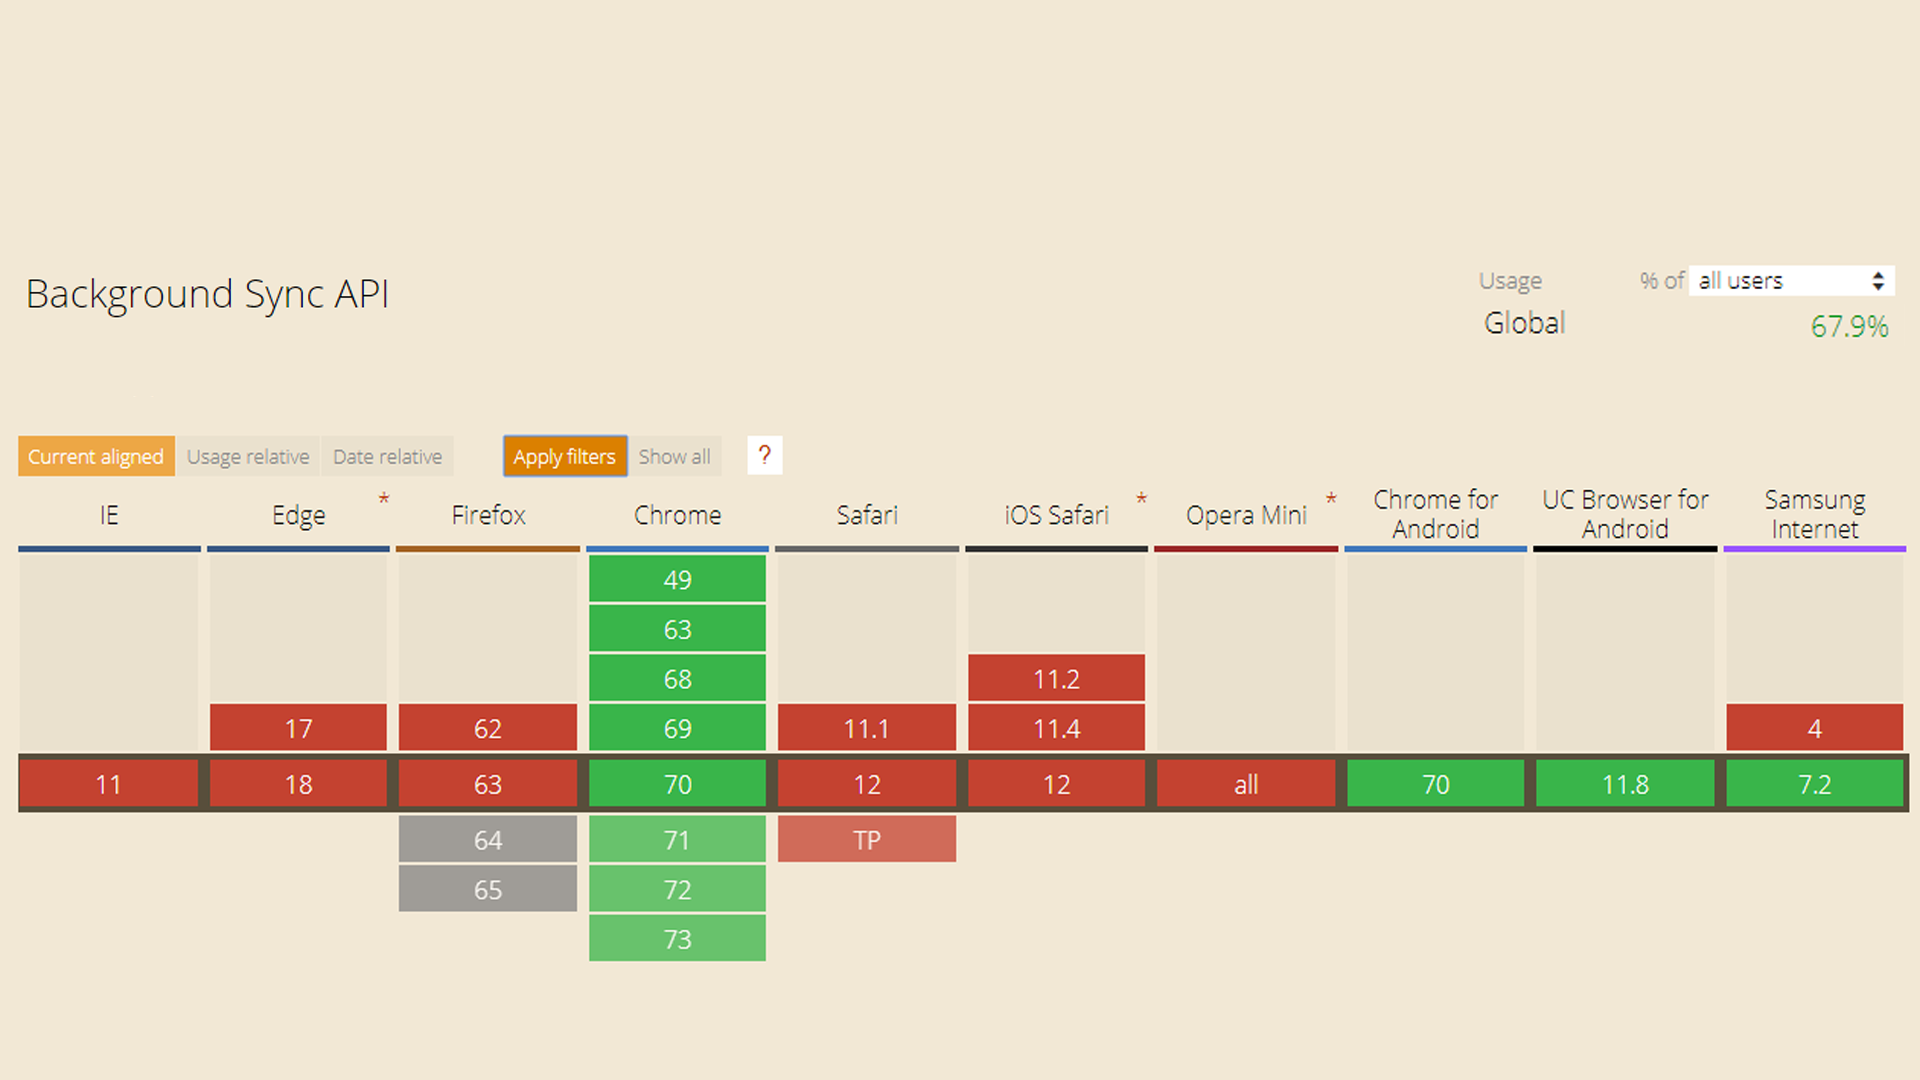 Background Sync API
Usage % of all users
Global 67.9%
Current aligned Usage relative Date relative Apply filters Show all ?
IE Edge * Firefox Chrome Safari iOS Safari * Opera Mini * Chrome for Android UC Browser for Android Samsung Internet
49
63
68 11.2
17 62 69 11.1 11.4 4
11 18 63 70 12 12 all 70 11.8 7.2
64 71 TP
65 72
73